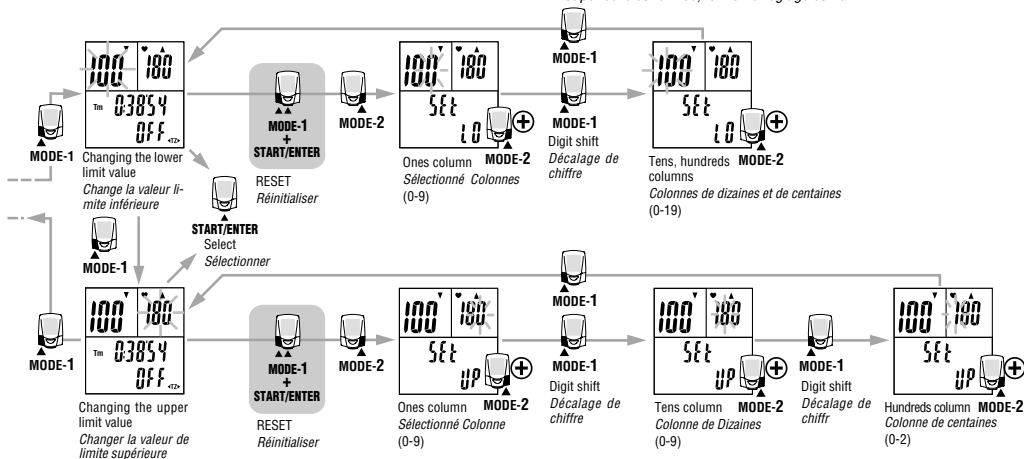 MODE-1
100
180
Tm 0:38'54
OFF
<TZ>
MODE-1
Changing the lower
limit value
Change la valeur li-
mite inférieure
MODE-1
+
START/ENTER
RESET
Réinitialiser
MODE-2
100
180
SEt
LO
+
Ones column
MODE-2
Sélectionné Colonnes
(0-9)
MODE-1
Digit shift
Décalage de
chiffre
100
180
SEt
LO
+
Tens, hundreds
MODE-2
columns
Colonnes de dizaines et de centaines
(0-19)
START/ENTER
Select
Sélectionner
MODE-1
MODE-1
MODE-1
100
180
Tm 0:38'54
OFF
<TZ>
Changing the upper
limit value
Changer la valeur de
limite supérieure
MODE-1
+
START/ENTER
RESET
Réinitialiser
MODE-2
100
180
SEt
UP
+
Ones column
MODE-2
Sélectionné Colonne
(0-9)
MODE-1
Digit shift
Décalage de
chiffre
100
180
SEt
UP
+
Tens column
MODE-2
Colonne de Dizaines
(0-9)
MODE-1
Digit shift
Décalage de
chiffr
100
180
SEt
UP
+
Hundreds column
MODE-2
Colonne de centaines
(0-2)